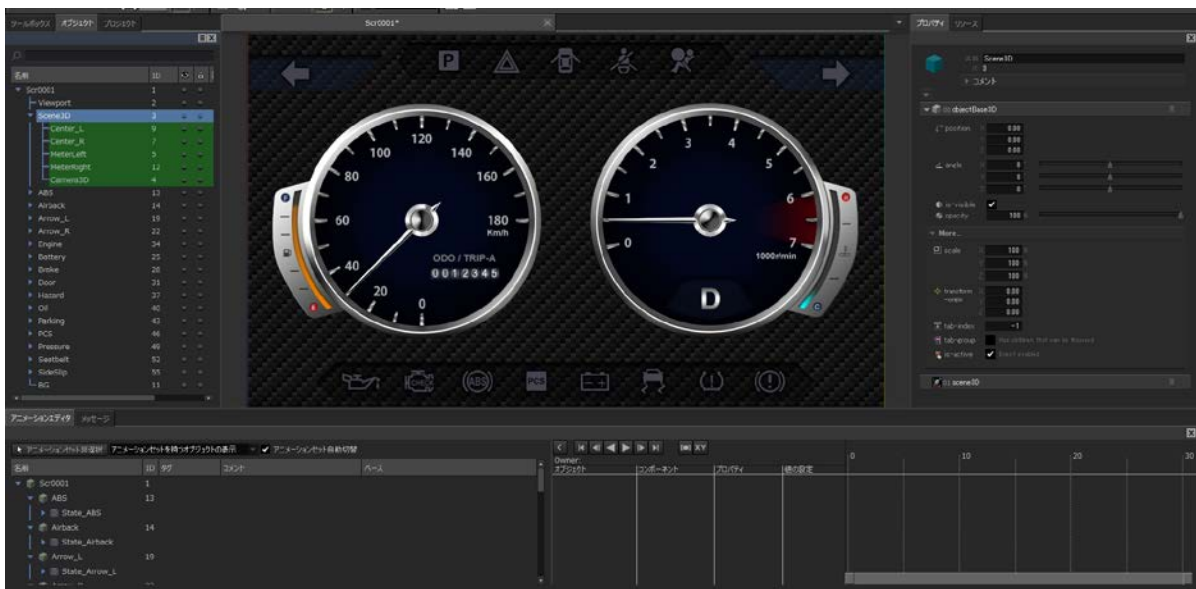 ツールボックス オブジェクト プロジェクト
Scr0001*
プロパティ リソース
名前 ID
Scr0001 1
Viewport 2
Scene3D 3
Center_L 9
Center_R 7
MeterLeft 5
MeterRight 12
Camera3D 4
ABS 13
Airback 14
Arrow_L 19
Arrow_R 22
Engine 34
Battery 25
Broke 28
Door 31
Hazard 37
Oil 40
Parking 43
PCS 46
Pressure 49
Seatbelt 52
SideSlip 55
BG 11
P
0
20
40
60
80
100
120
140
160
180
Km/h
ODO / TRIP-A
0012345
F
0
1
2
3
4
5
6
7
1000r/min
D
CHECK
ABS
PCS
名前 Scene3D
3
コメント
objectBase3D
position X 0.00
0.00
0.00
angle X 0
0
0
is-visible
opacity 100
More...
scale X 100
100
100
transform 0.00
0.00
0.00
tab-index -1
tab-group
is-active
scene3D
アニメーションエディタ メッセージ
アニメーションセットを持つオブジェクトの表示 アニメーションセット自動切替
名前 ID タグ コメント ベース
Scr0001 1
ABS 13
State_ABS
Airback 14
State_Airback
Arrow_L 19
State_Arrow_L
XY
Owner:
オブジェクト コンポーネント プロパティ 値の設定
0 10 20 30